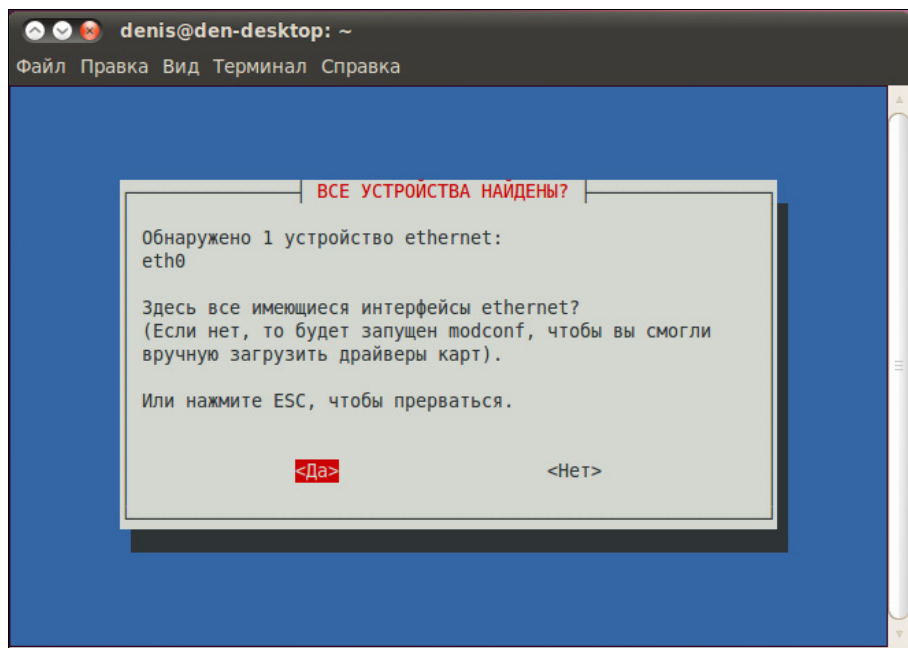 denis@den-desktop: ~
Файл Правка Вид Терминал Справка
ВСЕ УСТРОЙСТВА НАЙДЕНЫ?
Обнаружено 1 устройство ethernet:
eth0
Здесь все имеющиеся интерфейсы ethernet?
(Если нет, то будет запущен modconf, чтобы вы смогли
вручную загрузить драйверы карт).
Или нажмите ESC, чтобы прерваться.
<Да> <Нет>